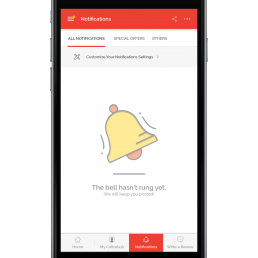 Notifications
ALL NOTIFICATIONS SPECIAL OFFERS OTHERS
Customize Your Notifications Settings
The bell hasn't rung yet.
We will keep you posted!
Home My Cafeteria Notifications Write a Review